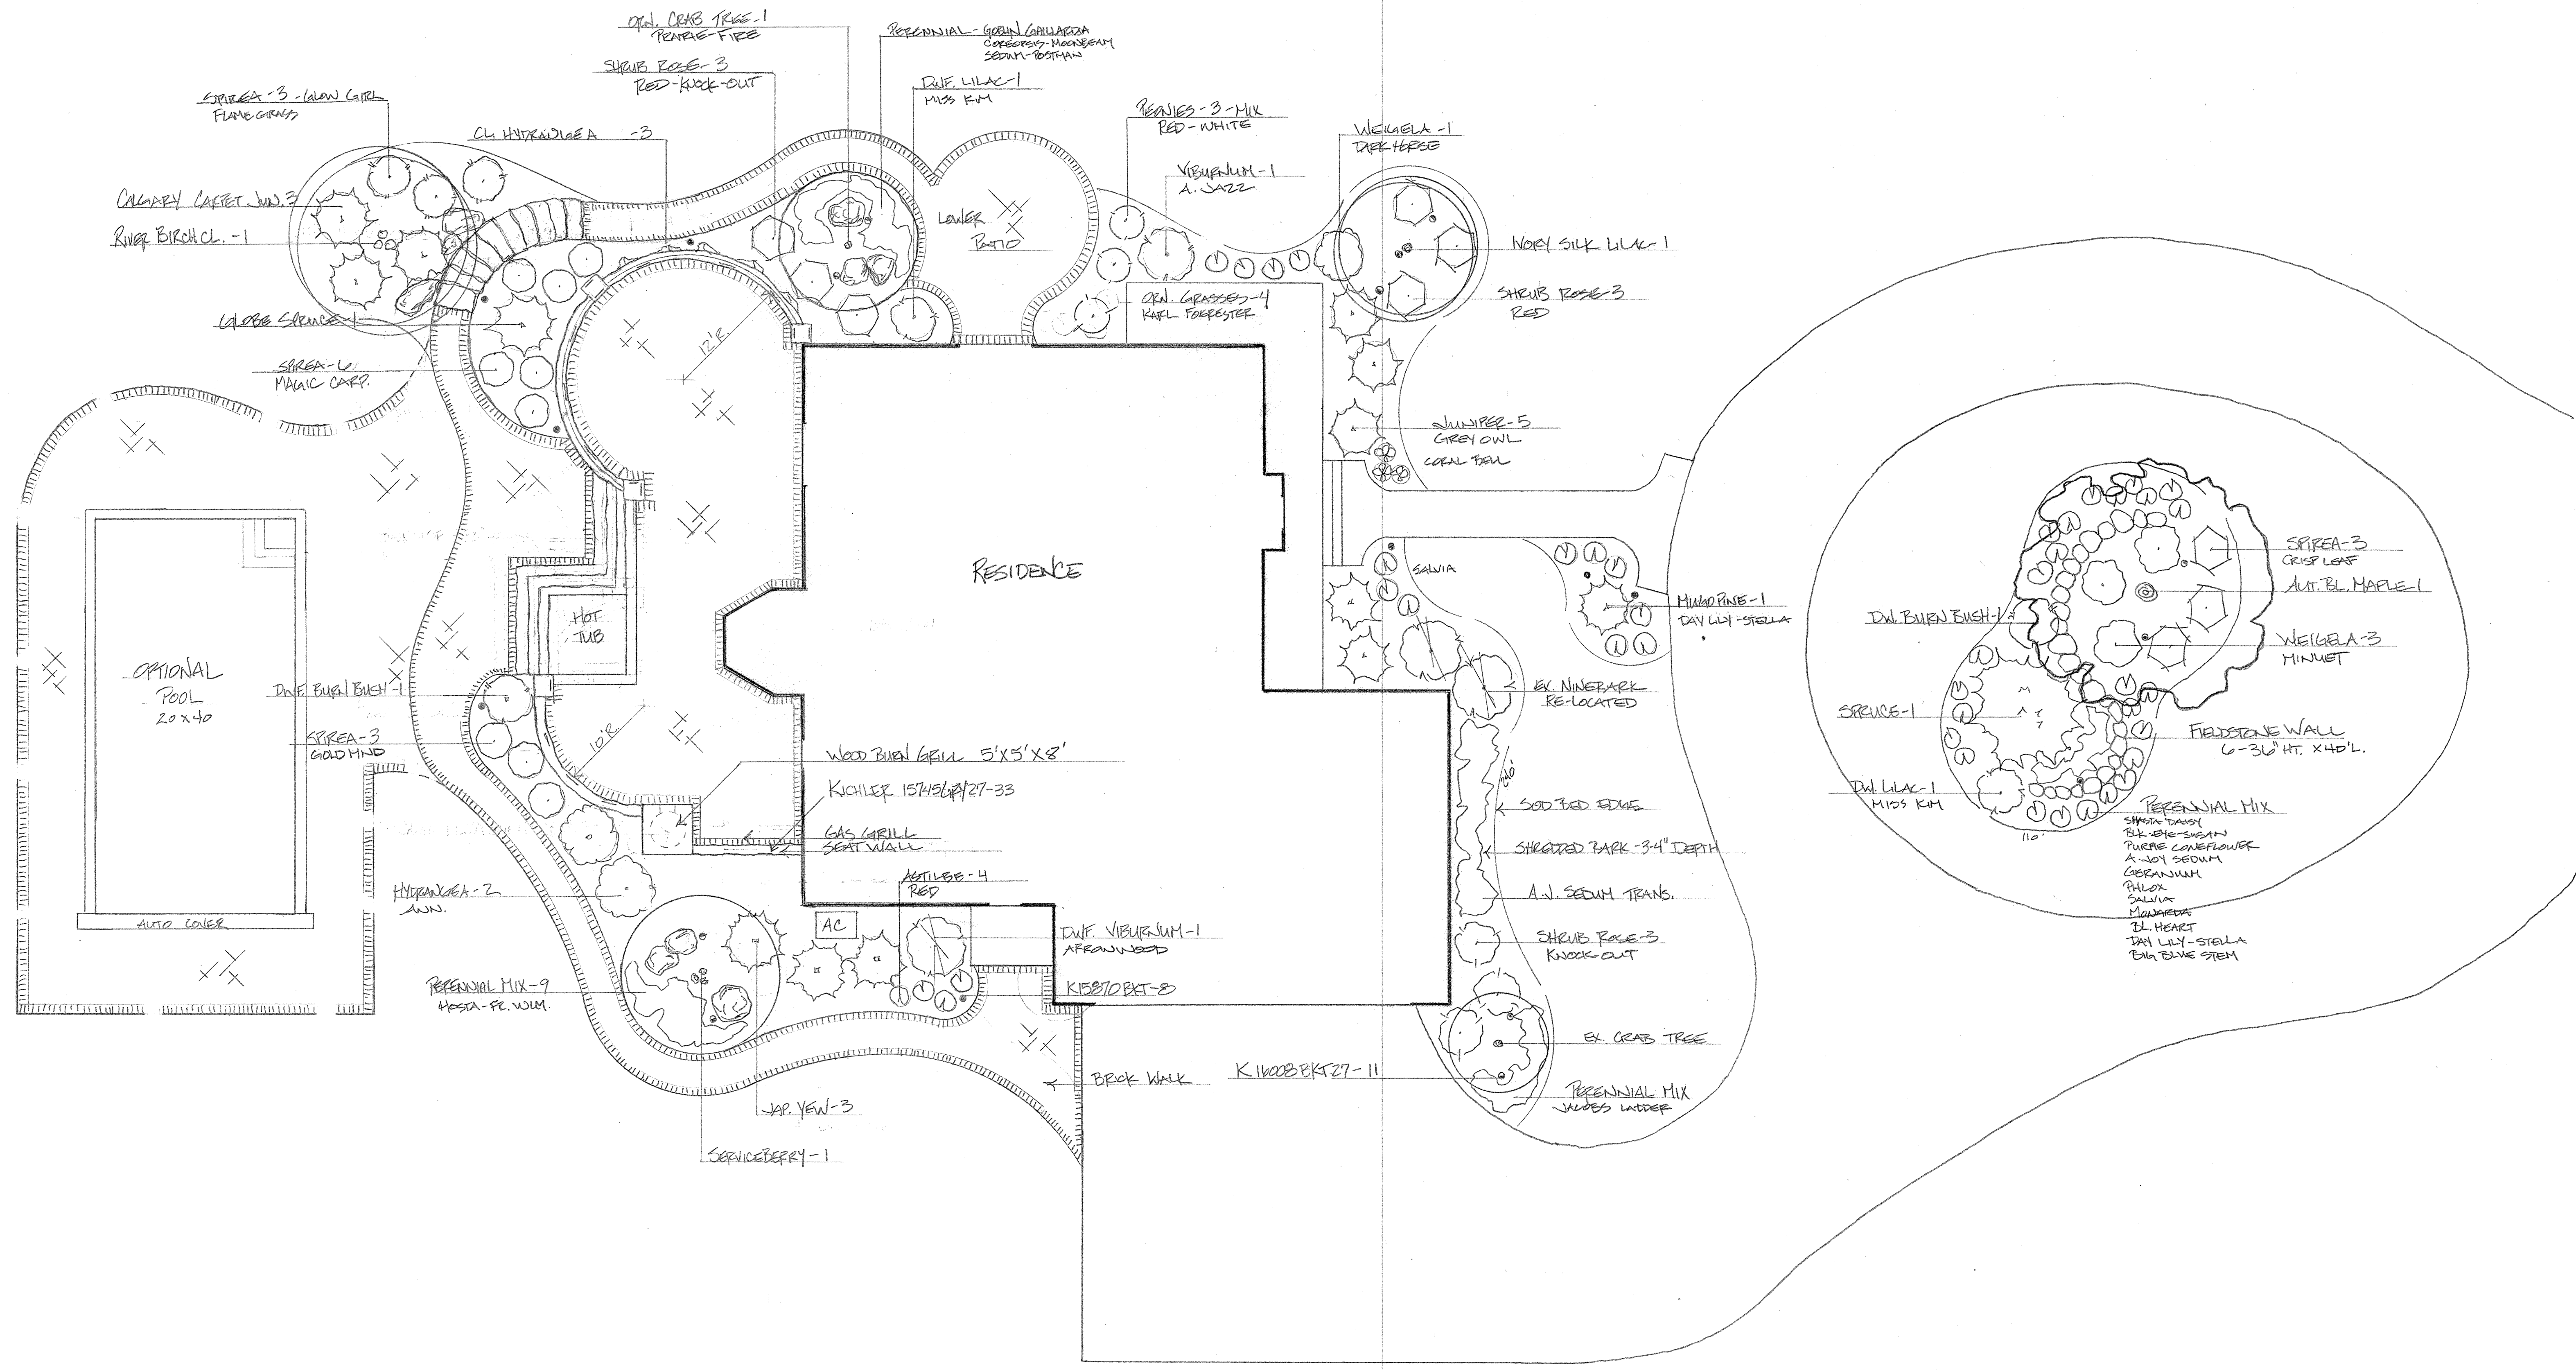 ORN. CRAB TREE-1
PRAIRIE-FIRE
PERENNIAL - GOBLIN GAILLARDIA
COREOPSIS-MOONBEAM
SEDUM-POSTMAN
SHRUB ROSE-3
RED-KNOCK-OUT
DWF. LILAC-1
MISS KIM
SPIREA-3-GLOW GIRL
FLAME GRASS
CL. HYDRANGEA -3
PEONIES-3-MIX
RED-WHITE
WEIGELA-1
DARK HORSE
VIBURNUM-1
A. JAZZ
CALGARY CARPET JUN. 3
RIVER BIRCH CL. -1
LOWER
PATIO
IVORY SILK LILAC-1
SHRUB ROSE-3
RED
ORN. GRASSES-4
KARL FOERESTER
GLOBE SPRUCE-1
12'R.
SPIREA-6
MAGIC CARP.
JUNIPER-5
GREY OWL
CORAL BELL
RESIDENCE
SALVIA
SPIREA-3
CRISP LEAF
AUT. BL. MAPLE-1
HOT
TUB
MUGO PINE-1
DAY LILY-STELLA
DW. BURN BUSH-1
WEIGELA-3
MINUET
OPTIONAL
POOL
20 X 40
DWF. BURN BUSH-1
EX. NINEBARK
RE-LOCATED
SPRUCE-1
FIELDSTONE WALL
6-36" HT. X 40'L.
SPIREA-3
GOLD MND
10'R.
WOOD BURN GRILL 5'X5'X8'
KICHLER 15745GRY27-33
240'
SOD BED EDGE
DW. LILAC-1
MISS KIM
GAS GRILL
SEAT WALL
SHREDDED BARK-3-4" DEPTH
110'
PERENNIAL MIX
SHASTA DAISY
BLK-EYE-SUSAN
PURPLE CONEFLOWER
A. JOY SEDUM
GERANIUM
PHLOX
SALVIA
MONARDA
BL. HEART
DAY LILY-STELLA
BIG BLUE STEM
HYDRANGEA-2
ANN.
ASTILBE-4
RED
A.J. SEDUM TRANS.
AUTO COVER
AC
DWF. VIBURNUM-1
ARROWWOOD
SHRUB ROSE-3
KNOCK-OUT
PERENNIAL MIX-9
HOSTA-FR. WLM.
K15870BKT-8
EX. CRAB TREE
BRICK WALK
K16008BKT27-11
PERENNIAL MIX
JACOBS LADDER
JAP. YEW-3
SERVICEBERRY-1